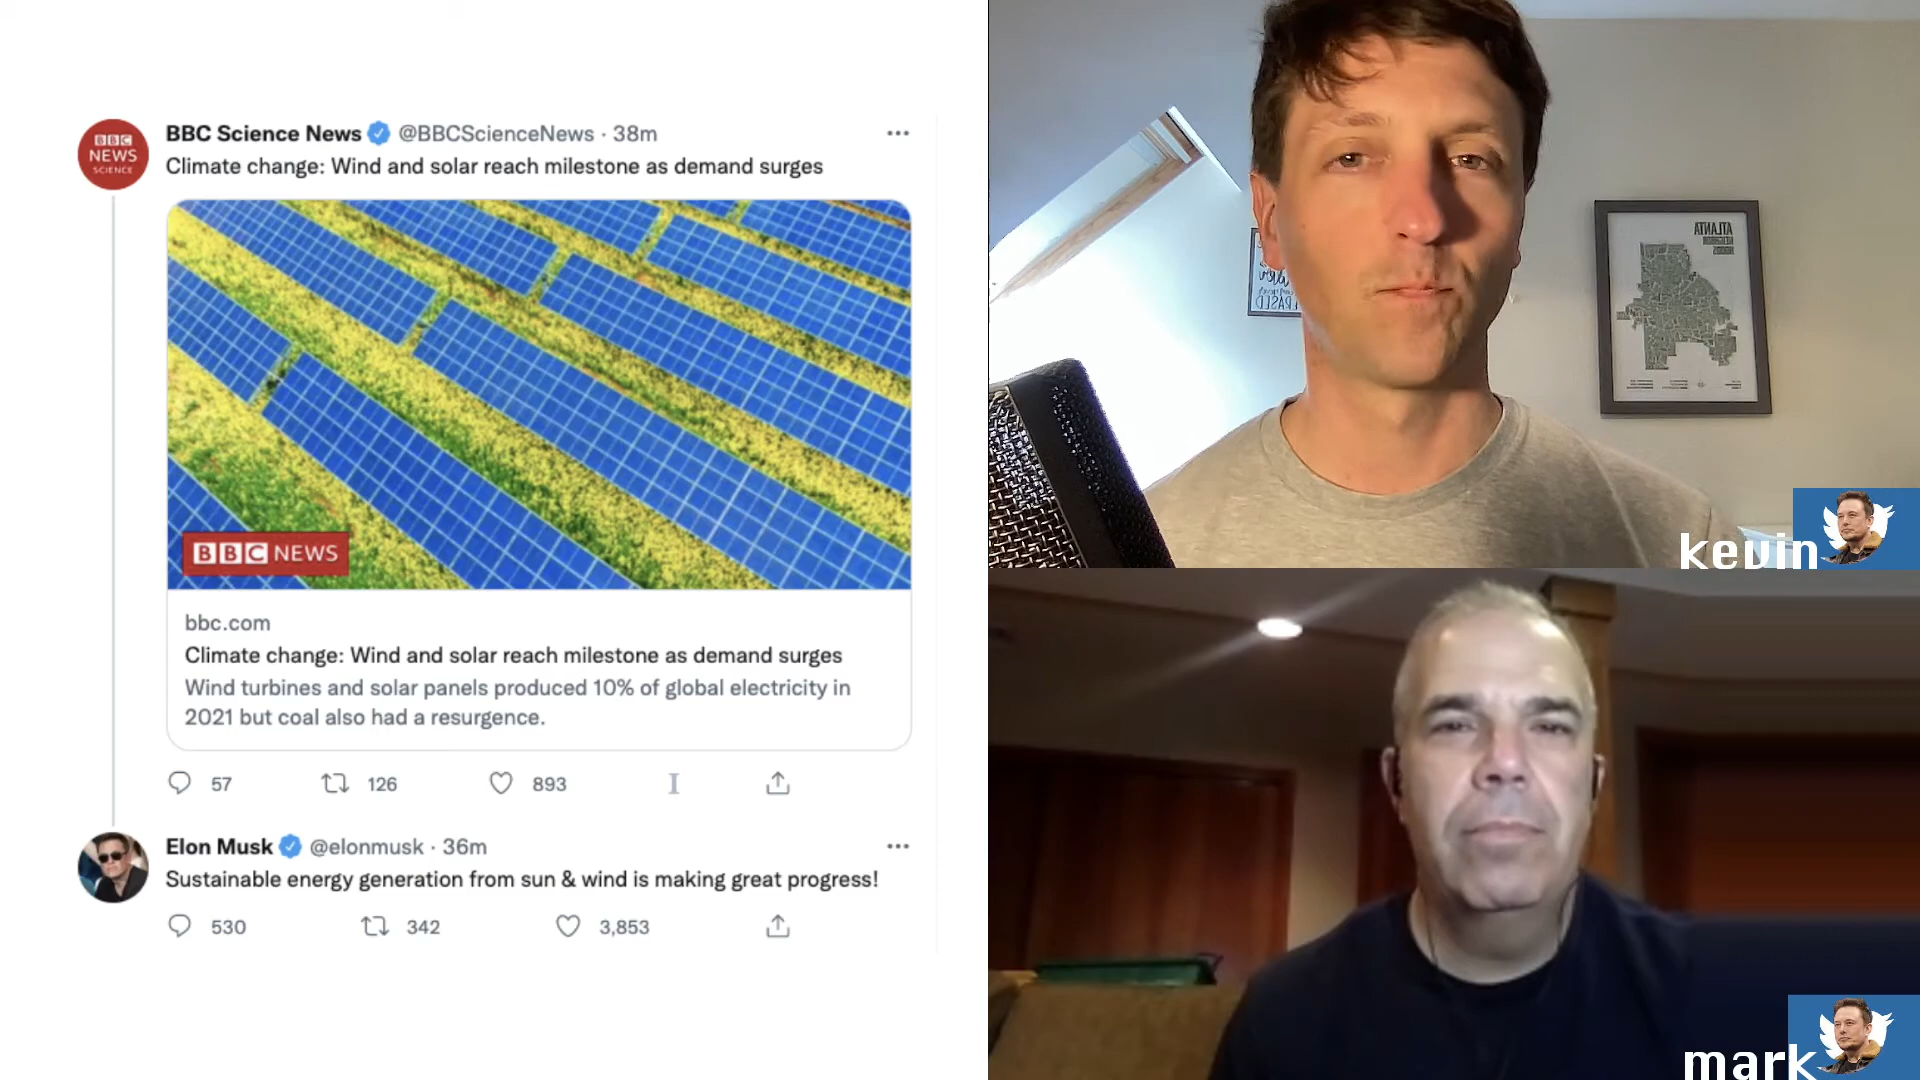 BBC NEWS SCIENCE
BBC Science News @BBCScienceNews · 38m
Climate change: Wind and solar reach milestone as demand surges
BBC NEWS
bbc.com
Climate change: Wind and solar reach milestone as demand surges
Wind turbines and solar panels produced 10% of global electricity in
2021 but coal also had a resurgence.
57 126 893
Elon Musk @elonmusk · 36m
Sustainable energy generation from sun & wind is making great progress!
530 342 3,853
ATLANTA
kevin
mark